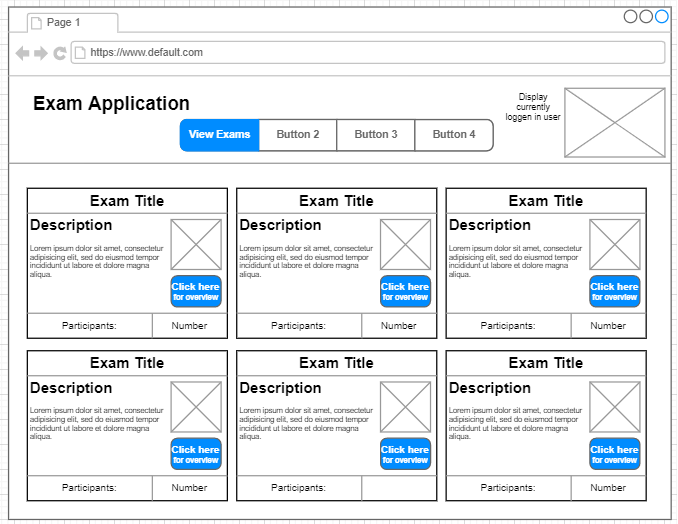 Page 1
https://www.default.com
Exam Application
Display
currently
loggen in user
View Exams Button 2 Button 3 Button 4
Exam Title
Description
Lorem ipsum dolor sit amet, consectetur
adipisicing elit, sed do eiusmod tempor
incididunt ut labore et dolore magna
aliqua.
Click here
for overview
Participants: Number
Exam Title
Description
Lorem ipsum dolor sit amet, consectetur
adipisicing elit, sed do eiusmod tempor
incididunt ut labore et dolore magna
aliqua.
Click here
for overview
Participants: Number
Exam Title
Description
Lorem ipsum dolor sit amet, consectetur
adipisicing elit, sed do eiusmod tempor
incididunt ut labore et dolore magna
aliqua.
Click here
for overview
Participants: Number
Exam Title
Description
Lorem ipsum dolor sit amet, consectetur
adipisicing elit, sed do eiusmod tempor
incididunt ut labore et dolore magna
aliqua.
Click here
for overview
Participants: Number
Exam Title
Description
Lorem ipsum dolor sit amet, consectetur
adipisicing elit, sed do eiusmod tempor
incididunt ut labore et dolore magna
aliqua.
Click here
for overview
Participants:
Exam Title
Description
Lorem ipsum dolor sit amet, consectetur
adipisicing elit, sed do eiusmod tempor
incididunt ut labore et dolore magna
aliqua.
Click here
for overview
Participants: Number